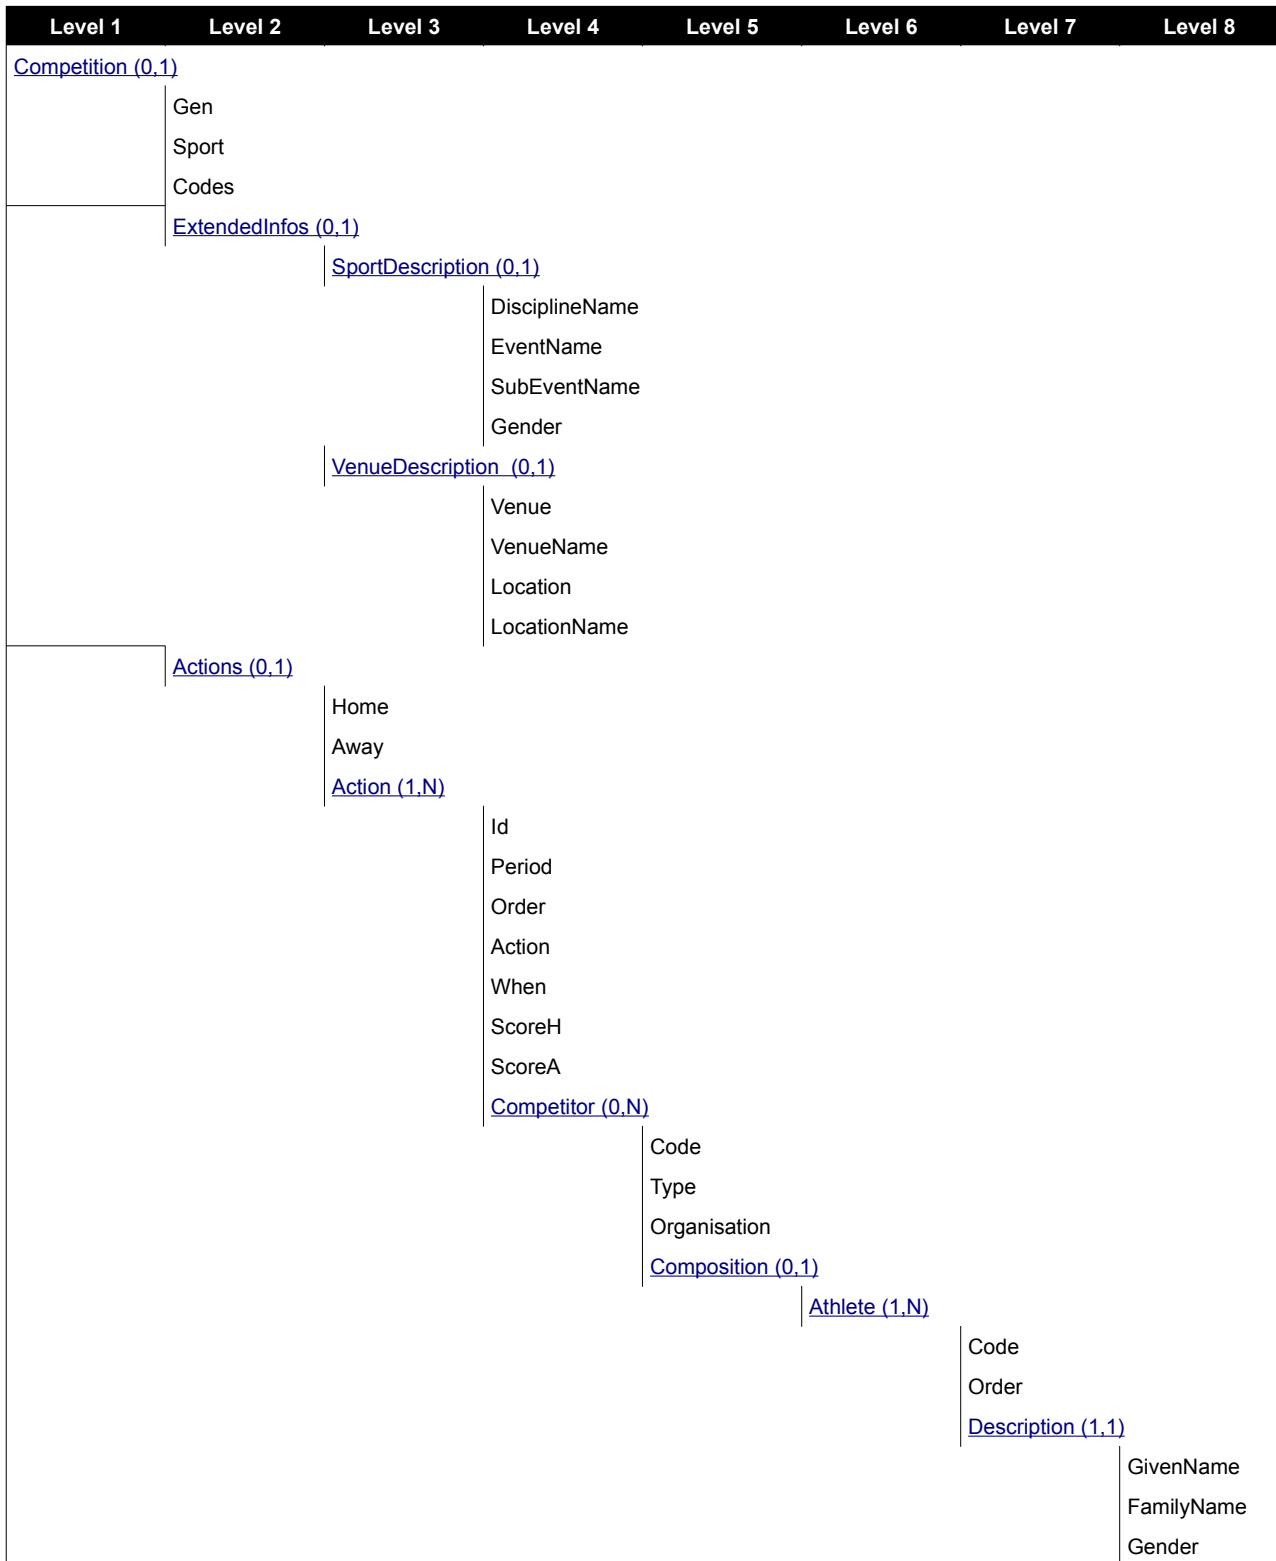 Level 1 Level 2 Level 3 Level 4 Level 5 Level 6 Level 7 Level 8
Competition (0,1)
Gen
Sport
Codes
ExtendedInfos (0,1)
SportDescription (0,1)
DisciplineName
EventName
SubEventName
Gender
VenueDescription (0,1)
Venue
VenueName
Location
LocationName
Actions (0,1)
Home
Away
Action (1,N)
Id
Period
Order
Action
When
ScoreH
ScoreA
Competitor (0,N)
Code
Type
Organisation
Composition (0,1)
Athlete (1,N)
Code
Order
Description (1,1)
GivenName
FamilyName
Gender